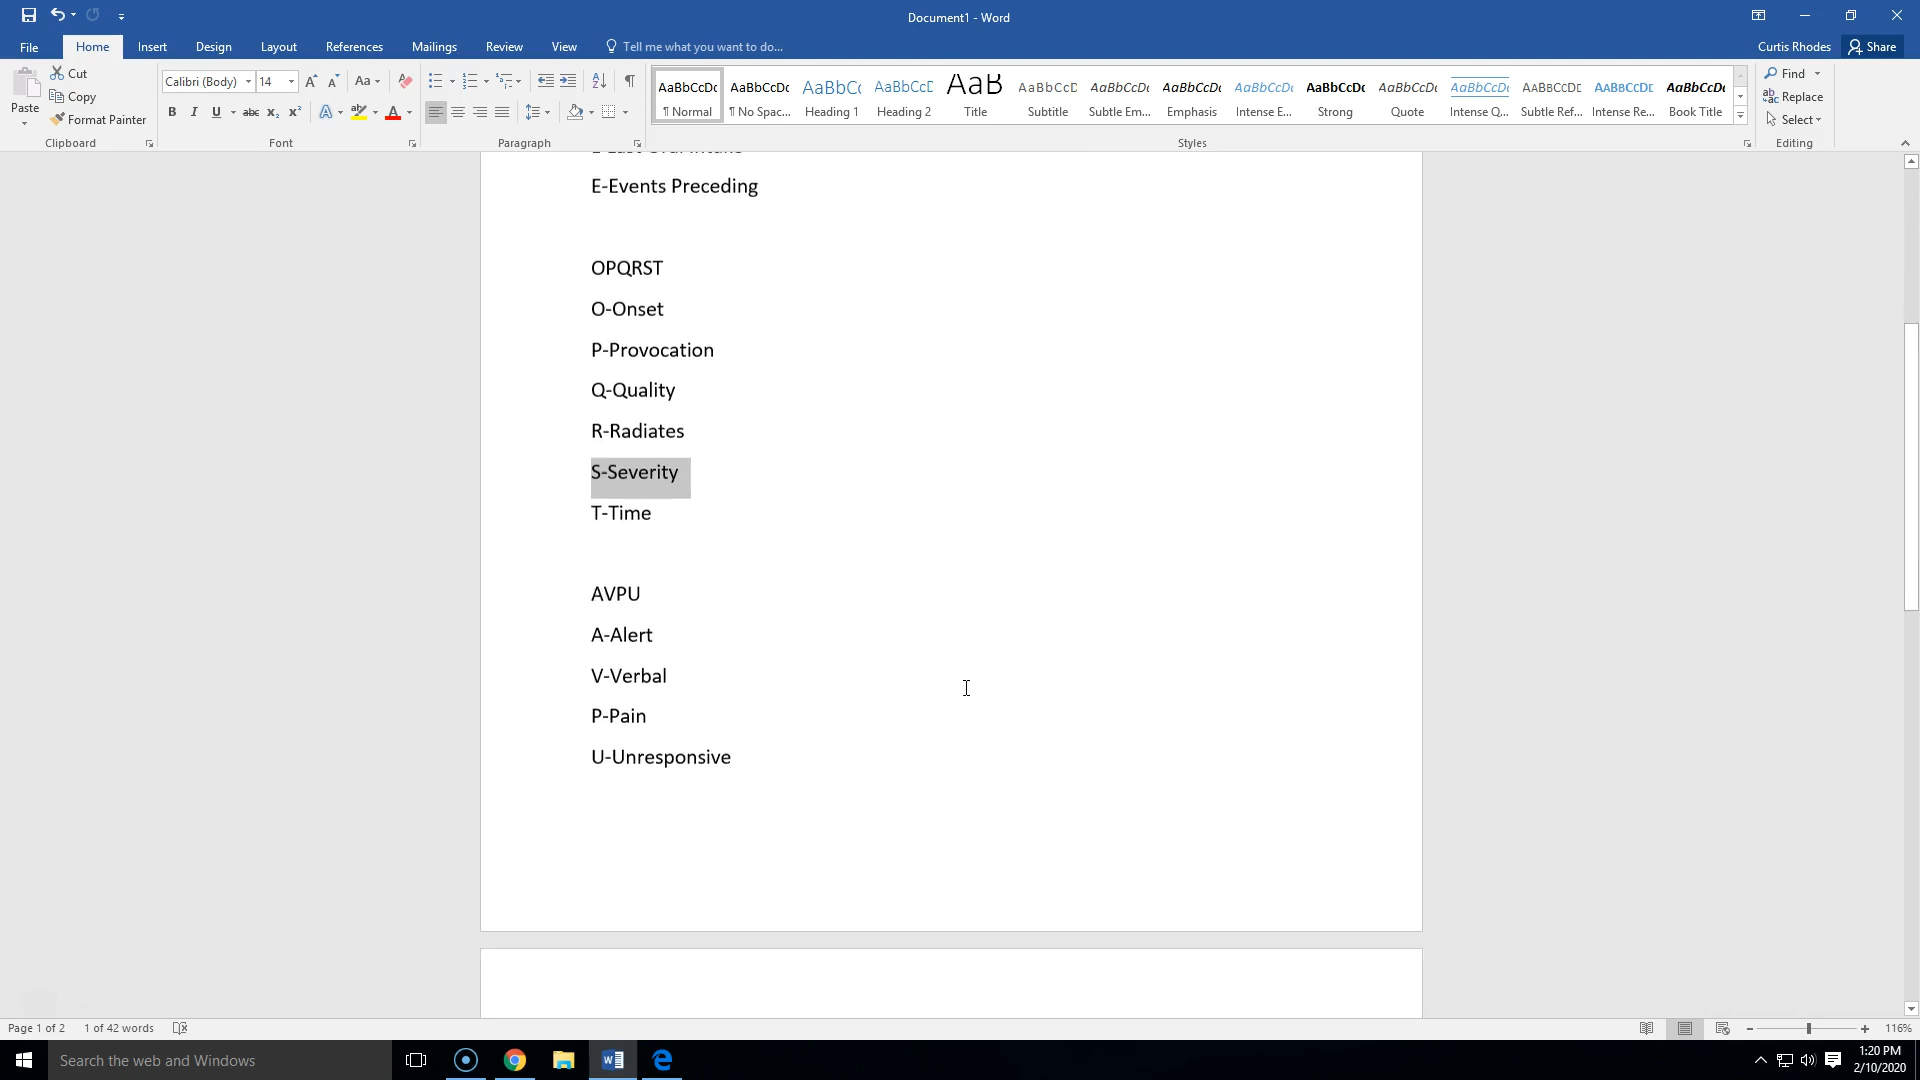 Document1 - Word
File Home Insert Design Layout References Mailings Review View Tell me what you want to do... Curtis Rhodes Share
Paste Cut Copy Format Painter
Calibri (Body) 14
AaBbCcDc AaBbCcDc AaBbCc AaBbCcD AaB AaBbCcD AaBbCcDc AaBbCcDc AaBbCcDc AaBbCcDc AaBbCcDc AaBbCcDc AABBCCDC AABBCCDC AaBbCcDc
¶ Normal ¶ No Spac... Heading 1 Heading 2 Title Subtitle Subtle Em... Emphasis Intense E... Strong Quote Intense Q... Subtle Ref... Intense Re... Book Title
Find
Replace
Select
Clipboard Font Paragraph Styles Editing
E-Events Preceding
OPQRST
O-Onset
P-Provocation
Q-Quality
R-Radiates
S-Severity
T-Time
AVPU
A-Alert
V-Verbal
P-Pain
U-Unresponsive
Page 1 of 2 1 of 42 words 116%
Search the web and Windows
1:20 PM
2/10/2020